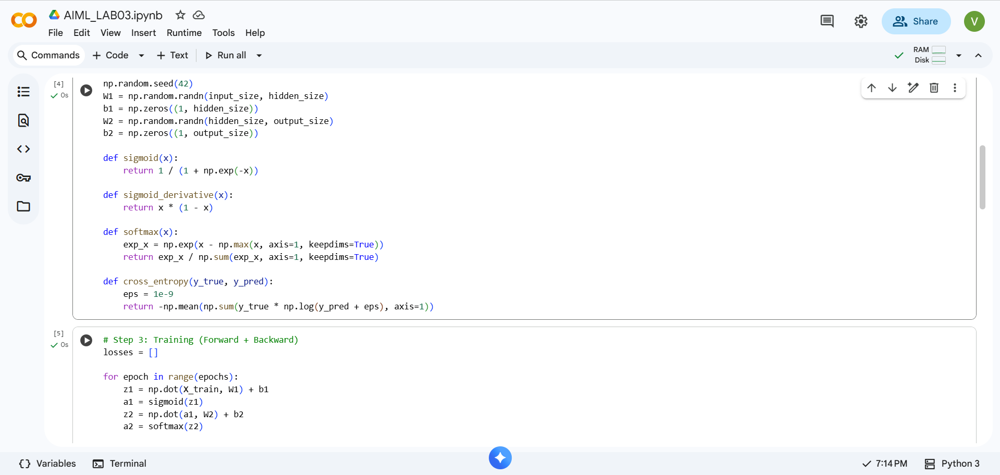 AIML_LAB03.ipynb
File Edit View Insert Runtime Tools Help
Share
V
Commands + Code + Text Run all
RAM
Disk
[4]
0s
np.random.seed(42)
W1 = np.random.randn(input_size, hidden_size)
b1 = np.zeros((1, hidden_size))
W2 = np.random.randn(hidden_size, output_size)
b2 = np.zeros((1, output_size))
def sigmoid(x):
    return 1 / (1 + np.exp(-x))
def sigmoid_derivative(x):
    return x * (1 - x)
def softmax(x):
    exp_x = np.exp(x - np.max(x, axis=1, keepdims=True))
    return exp_x / np.sum(exp_x, axis=1, keepdims=True)
def cross_entropy(y_true, y_pred):
    eps = 1e-9
    return -np.mean(np.sum(y_true * np.log(y_pred + eps), axis=1))
[5]
0s
# Step 3: Training (Forward + Backward)
losses = []
for epoch in range(epochs):
    z1 = np.dot(X_train, W1) + b1
    a1 = sigmoid(z1)
    z2 = np.dot(a1, W2) + b2
    a2 = softmax(z2)
{} Variables Terminal
7:14 PM Python 3